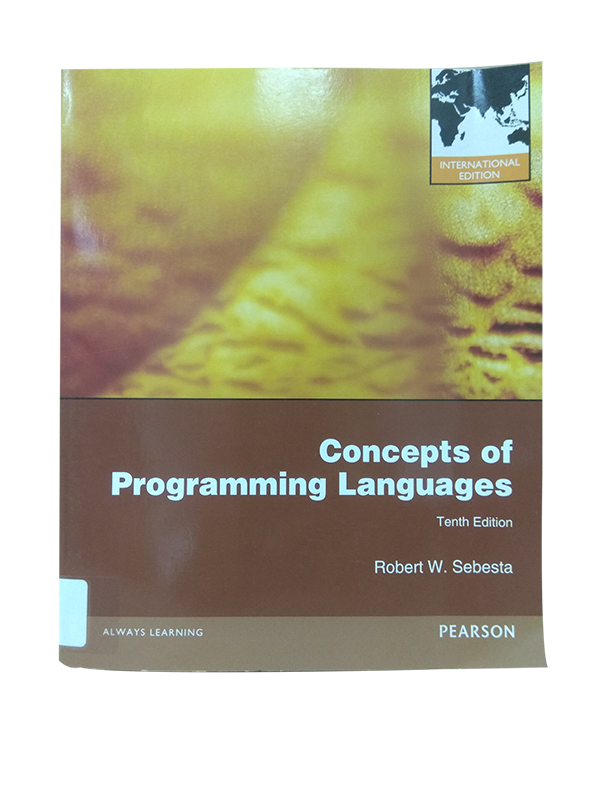 INTERNATIONAL
EDITION
Concepts of
Programming Languages
Tenth Edition
Robert W. Sebesta
ALWAYS LEARNING
PEARSON